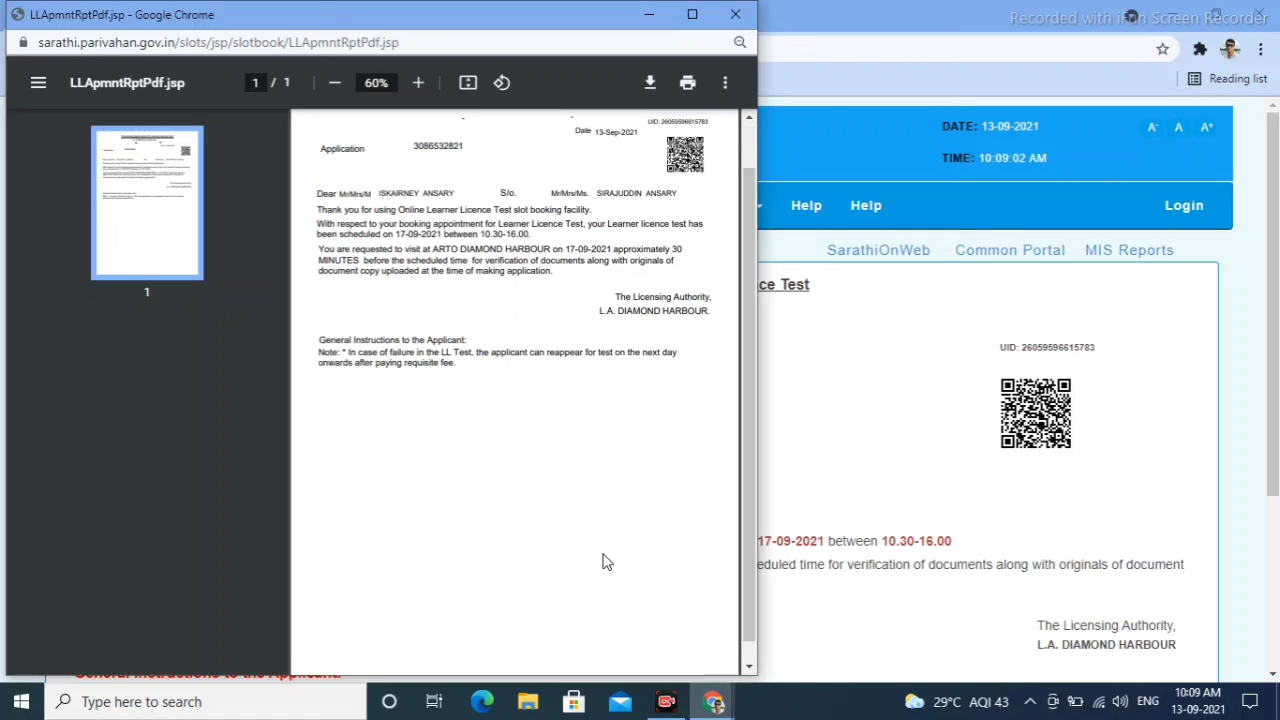 LLApmntRptPdf.jsp - Google Chrome
Recorded with iFun Screen Recorder
sarathi.parivahan.gov.in/slots/jsp/slotbook/LLApmntRptPdf.jsp
Reading list
LLApmntRptPdf.jsp
1 / 1
60%
UID: 26059596615783
Date 13-Sep-2021
Application 3086532821
Dear Mr/Mrs/M ISKAIRNEY ANSARY S/o. Mr/Mrs/Ms. SIRAJUDDIN ANSARY
Thank you for using Online Learner Licence Test slot booking facility.
With respect to your booking appointment for Learner Licence Test, your Learner licence test has
been scheduled on 17-09-2021 between 10.30-16.00.
You are requested to visit at ARTO DIAMOND HARBOUR on 17-09-2021 approximately 30
MINUTES before the scheduled time for verification of documents along with originals of
document copy uploaded at the time of making application.
The Licensing Authority,
L.A. DIAMOND HARBOUR.
General Instructions to the Applicant:
Note: * In case of failure in the LL Test, the applicant can reappear for test on the next day
onwards after paying requisite fee.
1
DATE: 13-09-2021
A- A A+
TIME: 10:09:02 AM
Help Help Login
SarathiOnWeb Common Portal MIS Reports
ce Test
UID: 26059596615783
17-09-2021 between 10.30-16.00
eduled time for verification of documents along with originals of document
The Licensing Authority,
L.A. DIAMOND HARBOUR
General Instructions to the Applicant:
Type here to search
29°C AQI 43
ENG
10:09 AM
13-09-2021